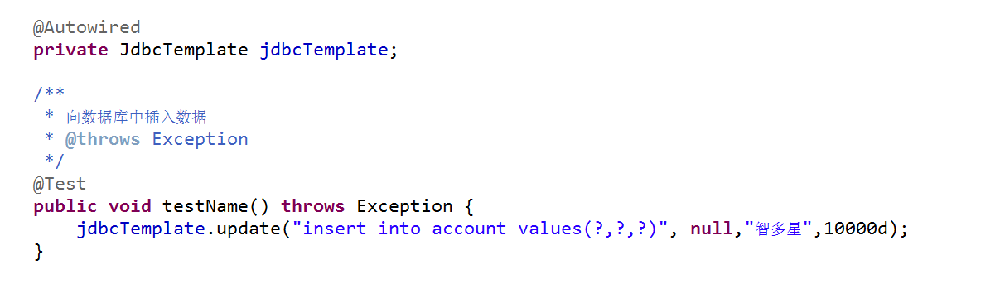 @Autowired
private JdbcTemplate jdbcTemplate;
/**
* 向数据库中插入数据
* @throws Exception
*/
@Test
public void testName() throws Exception {
jdbcTemplate.update("insert into account values(?,?,?)", null,"智多星",10000d);
}